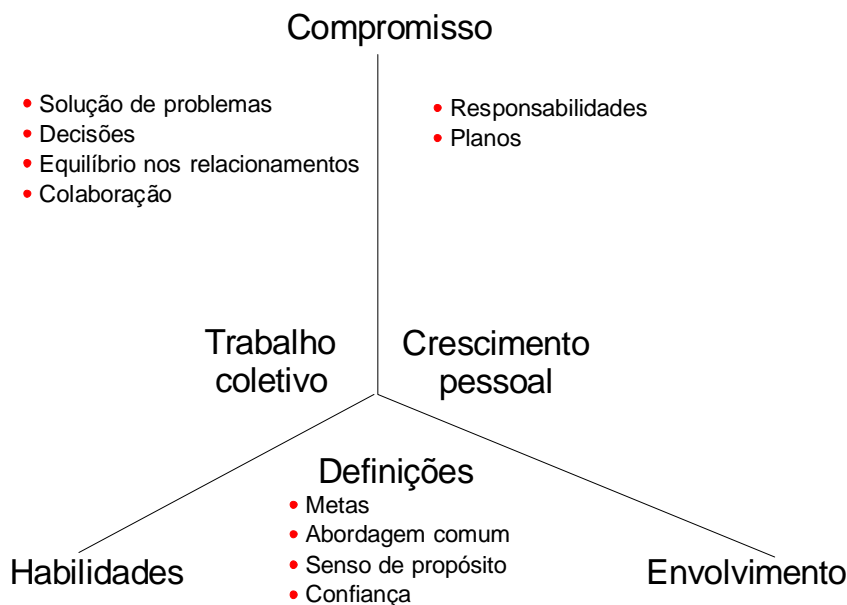 Compromisso
• Solução de problemas
• Decisões
• Equilíbrio nos relacionamentos
• Colaboração
• Responsabilidades
• Planos
Trabalho
coletivo
Crescimento
pessoal
Definições
• Metas
• Abordagem comum
• Senso de propósito
• Confiança
Habilidades
Envolvimento